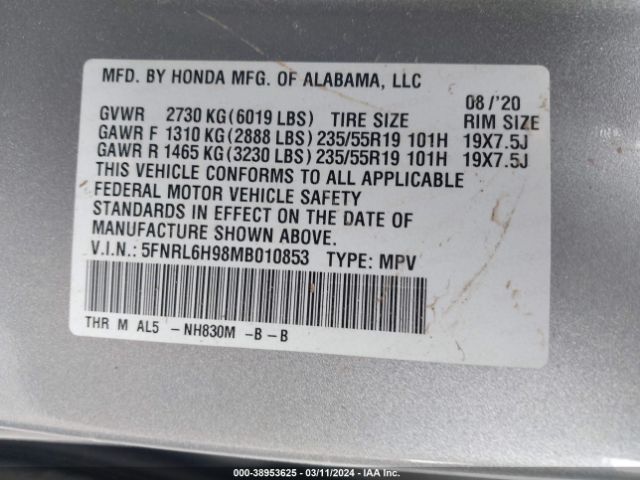 MFD. BY HONDA MFG. OF ALABAMA, LLC
08/'20
GVWR 2730 KG(6019 LBS) TIRE SIZE RIM SIZE
GAWR F 1310 KG(2888 LBS) 235/55R19 101H 19X7.5J
GAWR R 1465 KG(3230 LBS) 235/55R19 101H 19X7.5J
THIS VEHICLE CONFORMS TO ALL APPLICABLE
FEDERAL MOTOR VEHICLE SAFETY
STANDARDS IN EFFECT ON THE DATE OF
MANUFACTURE SHOWN ABOVE.
V.I.N.: 5FNRL6H98MB010853 TYPE: MPV
THR M AL5 -NH830M -B-B
000-38953625 - 03/11/2024 - IAA Inc.